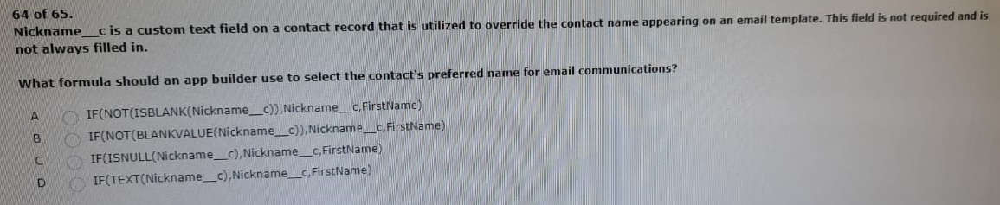 64 of 65.
Nickname__c is a custom text field on a contact record that is utilized to override the contact name appearing on an email template. This field is not required and is
not always filled in.
What formula should an app builder use to select the contact's preferred name for email communications?
A IF(NOT(ISBLANK(Nickname__c)),Nickname__c,FirstName)
B IF(NOT(BLANKVALUE(Nickname__c)),Nickname__c,FirstName)
C IF(ISNULL(Nickname__c),Nickname__c,FirstName)
D IF(TEXT(Nickname__c),Nickname__c,FirstName)